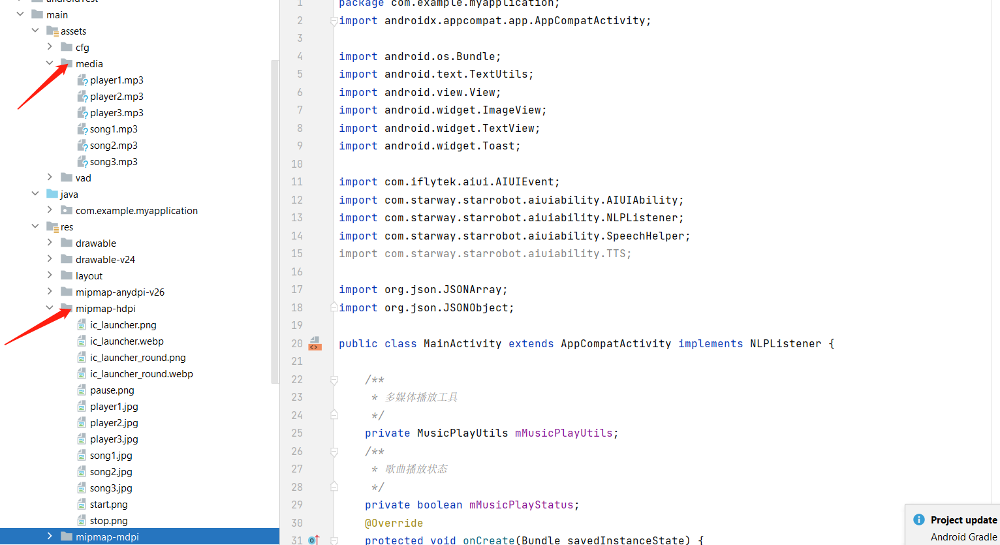 androidTest
main
assets
cfg
media
player1.mp3
player2.mp3
player3.mp3
song1.mp3
song2.mp3
song3.mp3
vad
java
com.example.myapplication
res
drawable
drawable-v24
layout
mipmap-anydpi-v26
mipmap-hdpi
ic_launcher.png
ic_launcher.webp
ic_launcher_round.png
ic_launcher_round.webp
pause.png
player1.jpg
player2.jpg
player3.jpg
song1.jpg
song2.jpg
song3.jpg
start.png
stop.png
mipmap-mdpi
1 package com.example.myapplication;
2 import androidx.appcompat.app.AppCompatActivity;
3
4 import android.os.Bundle;
5 import android.text.TextUtils;
6 import android.view.View;
7 import android.widget.ImageView;
8 import android.widget.TextView;
9 import android.widget.Toast;
10
11 import com.iflytek.aiui.AIUIEvent;
12 import com.starway.starrobot.aiuiability.AIUIAbility;
13 import com.starway.starrobot.aiuiability.NLPListener;
14 import com.starway.starrobot.aiuiability.SpeechHelper;
15 import com.starway.starrobot.aiuiability.TTS;
16
17 import org.json.JSONArray;
18 import org.json.JSONObject;
19
20 public class MainActivity extends AppCompatActivity implements NLPListener {
21
22 /**
23 * 多媒体播放工具
24 */
25 private MusicPlayUtils mMusicPlayUtils;
26 /**
27 * 歌曲播放状态
28 */
29 private boolean mMusicPlayStatus;
30 @Override
31 protected void onCreate(Bundle savedInstanceState) {
Project update
Android Gradle